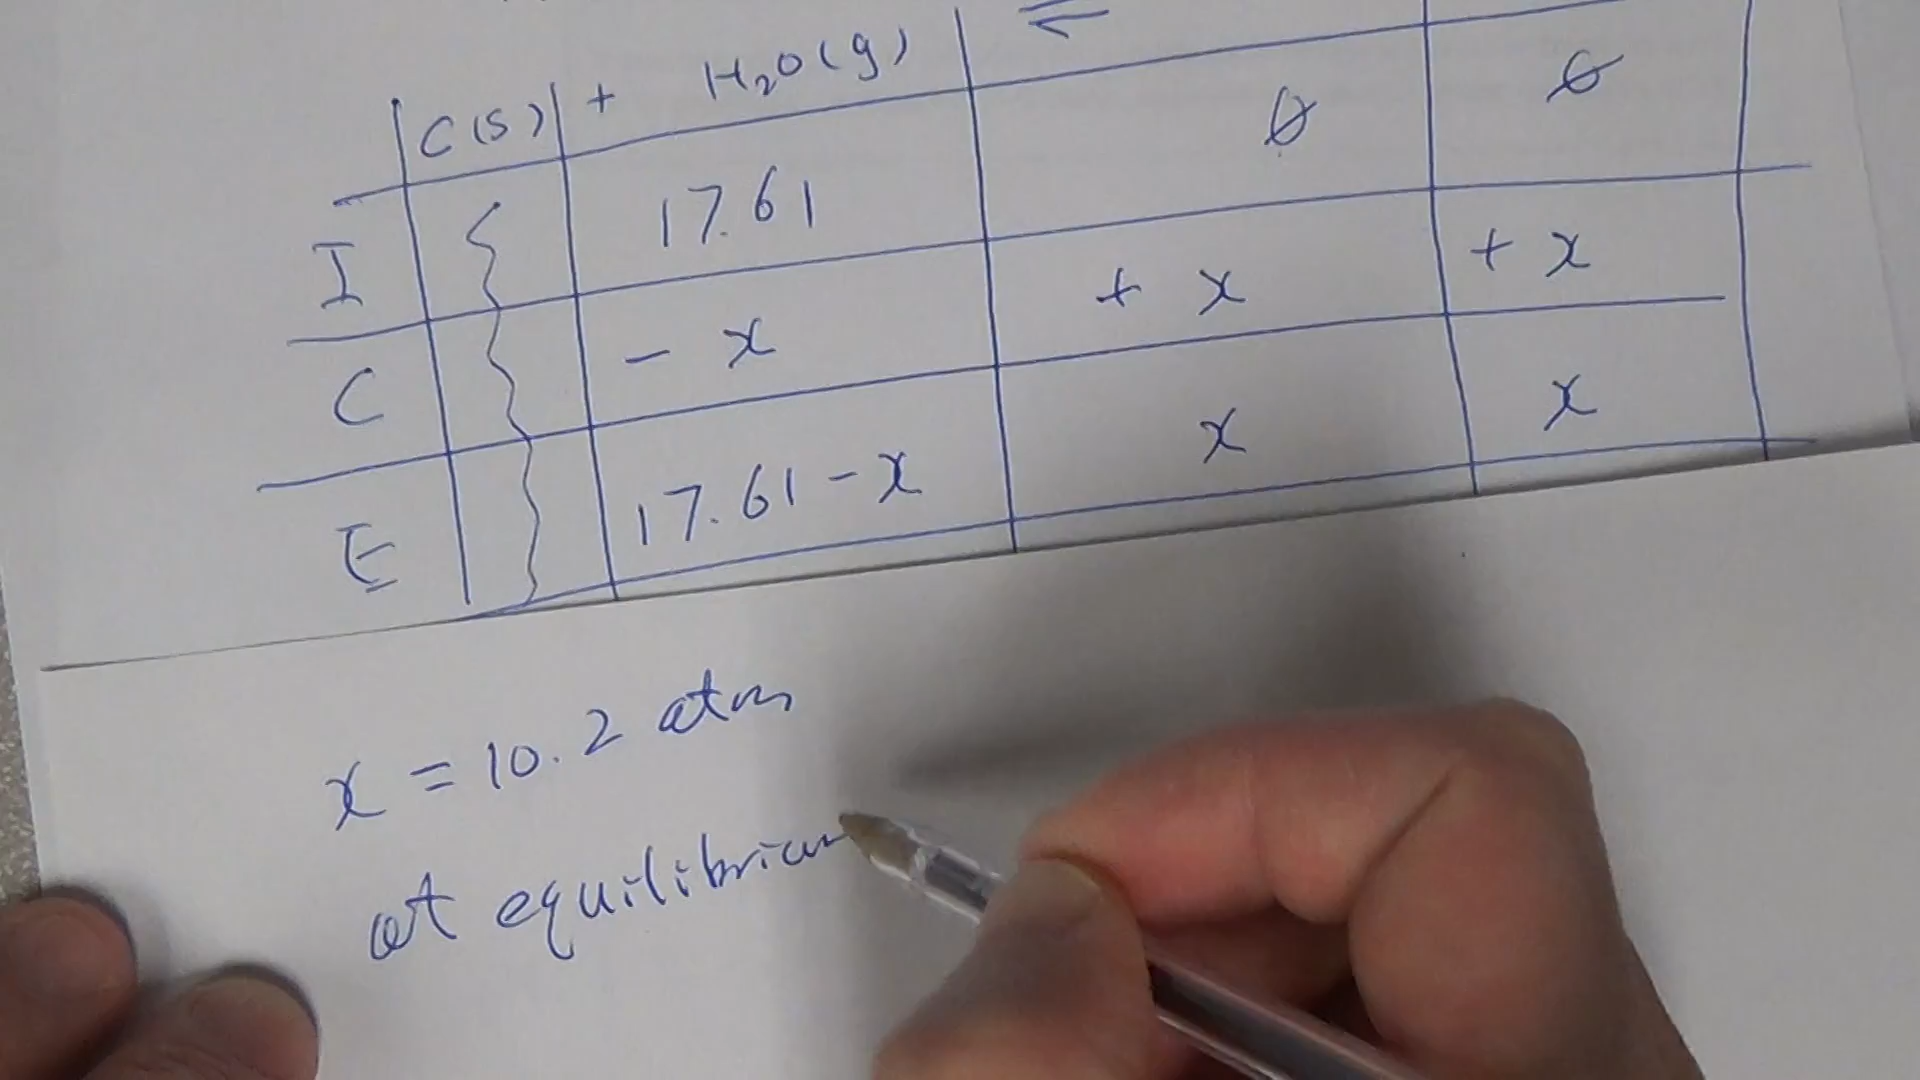 C(s) + H₂O(g) ⇌
I 17.61 0 0
C - x + x + x
E 17.61 - x x x
x = 10.2 atm
at equilibrium